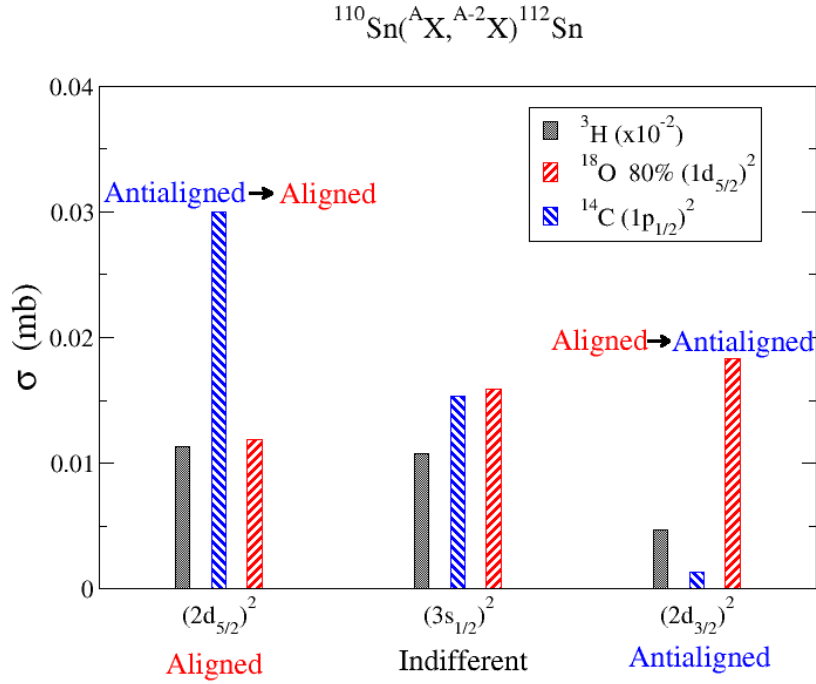 ¹¹⁰Sn(ᴬX,ᴬ⁻²X)¹¹²Sn
0.04
³H (x10⁻²)
¹⁸O 80% (1d₅/₂)²
¹⁴C (1p₁/₂)²
Antialigned → Aligned
0.03
σ (mb)
Aligned → Antialigned
0.02
0.01
0
(2d₅/₂)² (3s₁/₂)² (2d₃/₂)²
Aligned Indifferent Antialigned